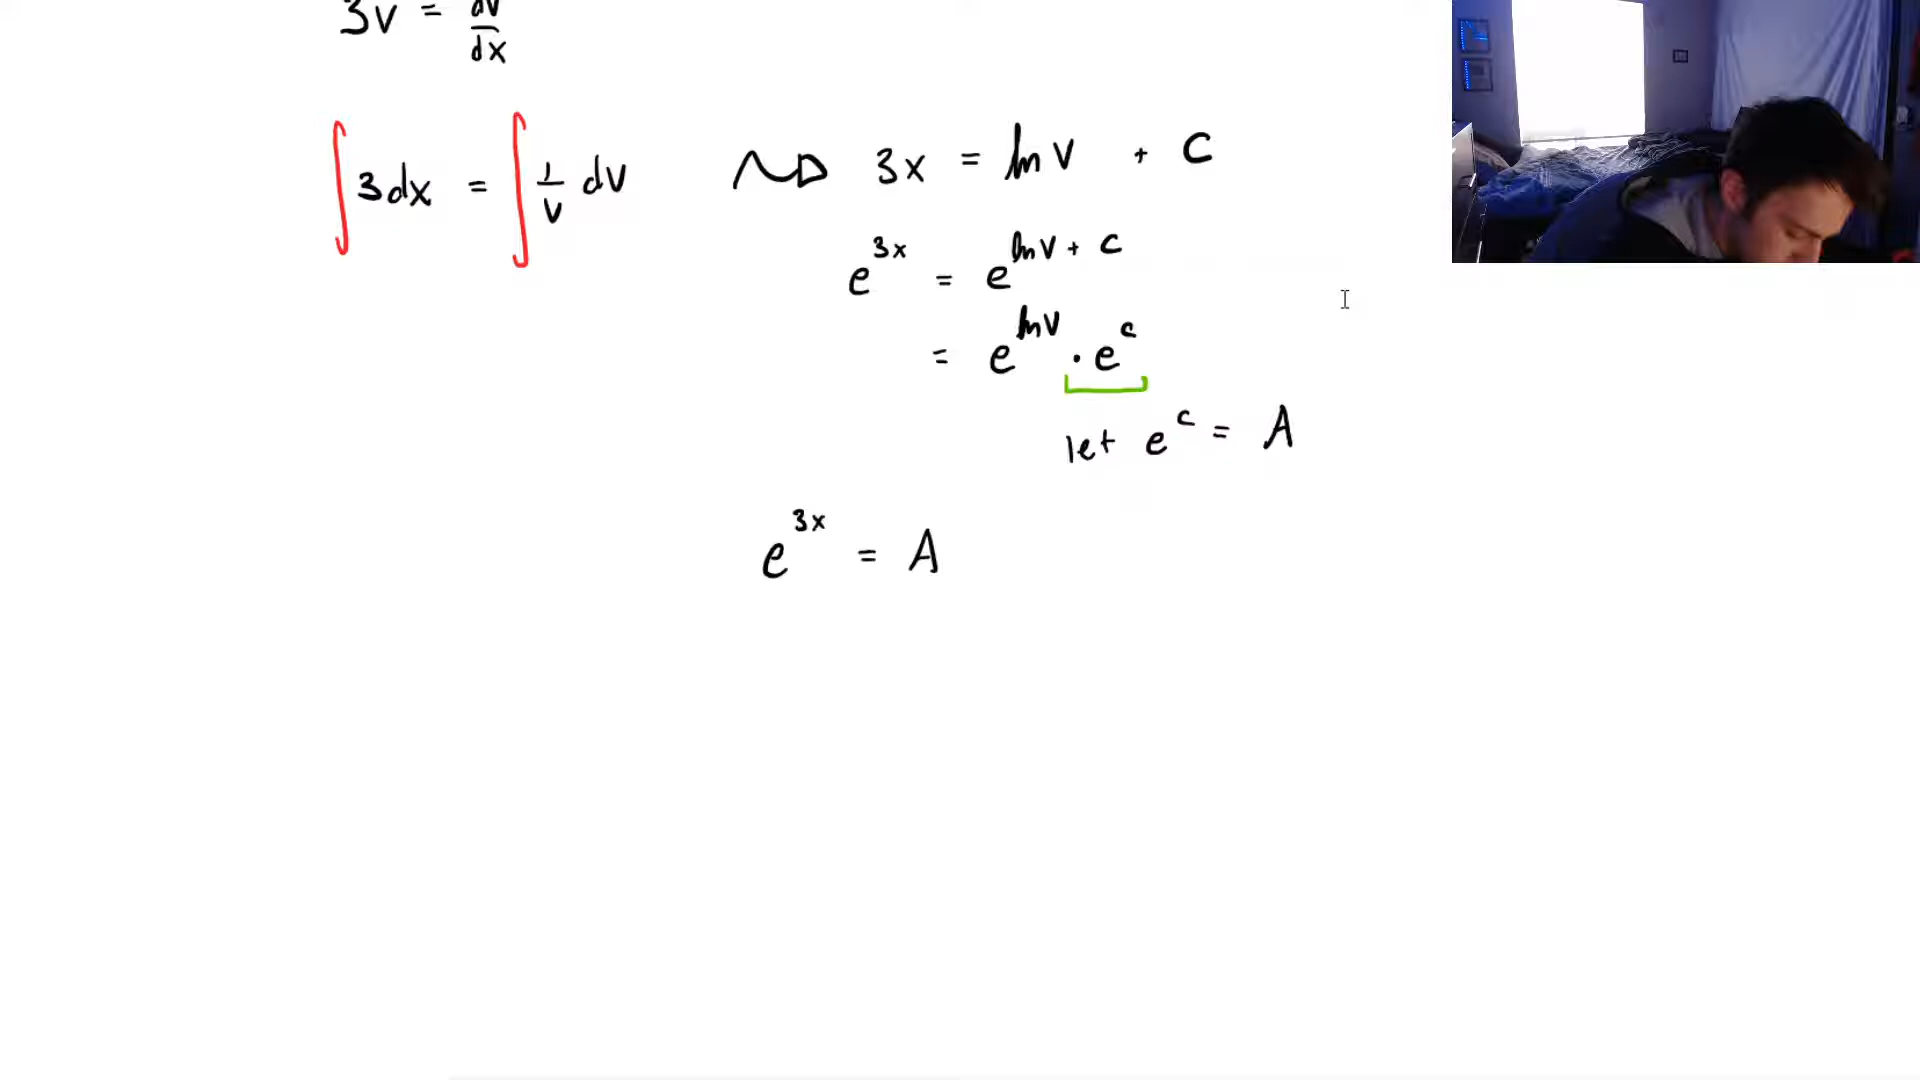 3v = dv/dx
∫3dx = ∫1/v dv ⇝ 3x = ln v + c
e^{3x} = e^{ln v + c}
= e^{ln v} · e^c
let e^c = A
e^{3x} = A